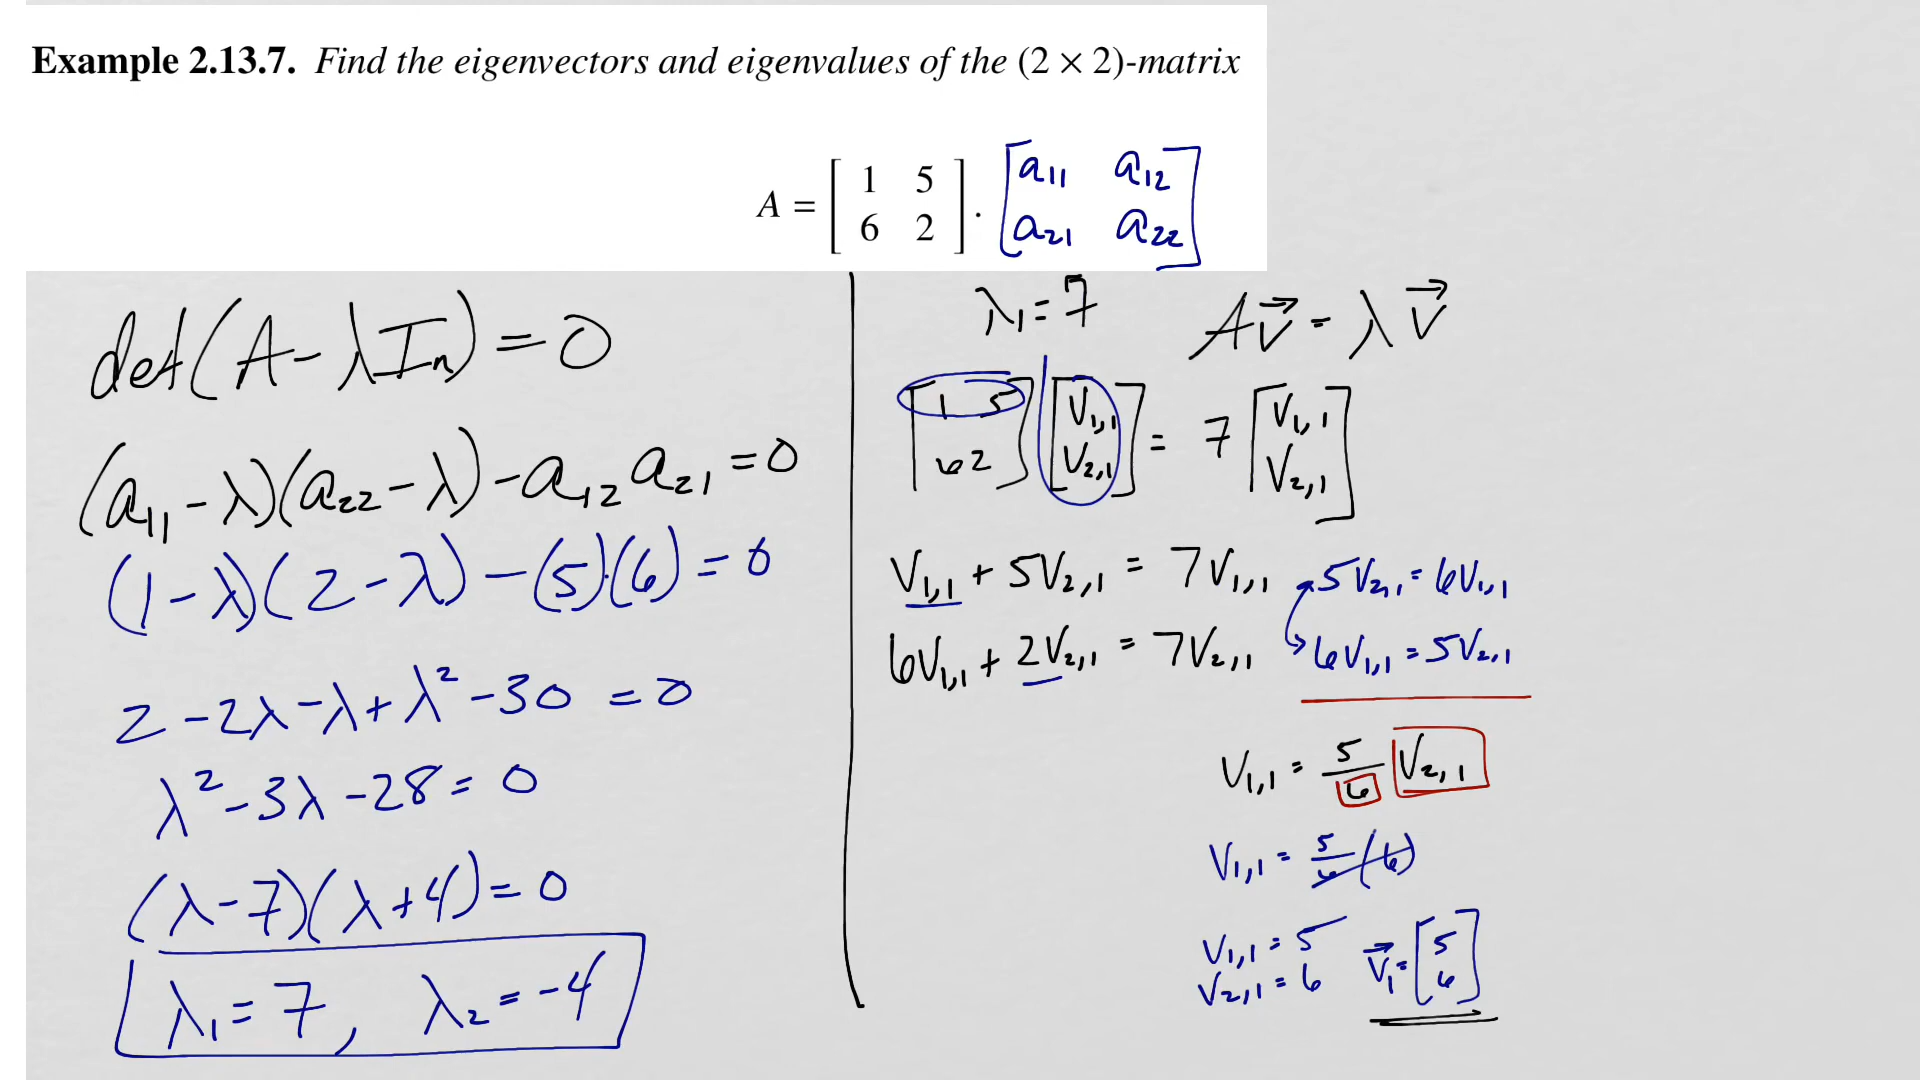 Example 2.13.7. Find the eigenvectors and eigenvalues of the (2 × 2)-matrix
A = [ 1 5 ; 6 2 ] . [ a₁₁ a₁₂ ; a₂₁ a₂₂ ]
det(A - λIₙ) = 0
(a₁₁ - λ)(a₂₂ - λ) - a₁₂ a₂₁ = 0
(1 - λ)(2 - λ) - (5)·(6) = 0
2 - 2λ - λ + λ² - 30 = 0
λ² - 3λ - 28 = 0
(λ - 7)(λ + 4) = 0
λ₁ = 7, λ₂ = -4
λ₁ = 7 Av⃗ = λv⃗
[ 1 5 ; 6 2 ] [ V₁,₁ ; V₂,₁ ] = 7 [ V₁,₁ ; V₂,₁ ]
V₁,₁ + 5V₂,₁ = 7V₁,₁ 5V₂,₁ = 6V₁,₁
6V₁,₁ + 2V₂,₁ = 7V₂,₁ 6V₁,₁ = 5V₂,₁
V₁,₁ = 5/6 V₂,₁
V₁,₁ = 5/6 (6)
V₁,₁ = 5
V₂,₁ = 6 v⃗₁ = [ 5 ; 6 ]